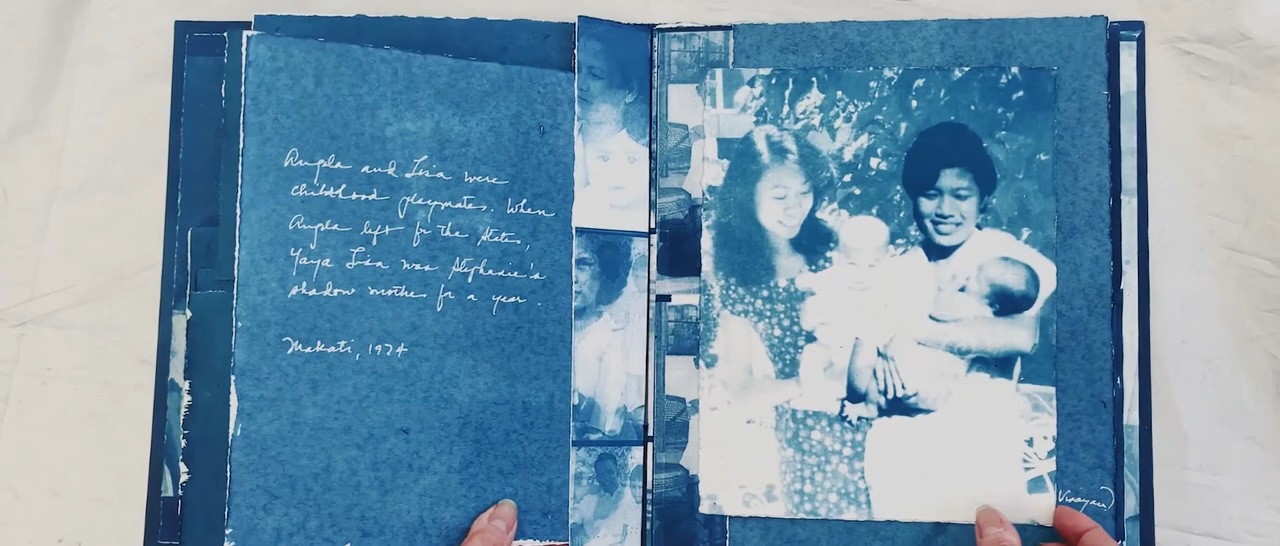 Angela and Lisa were
childhood playmates. When
Angela left for the States,
Yaya Lisa was Stephanie's
shadow mother for a year.
Makati, 1974
Visayan)